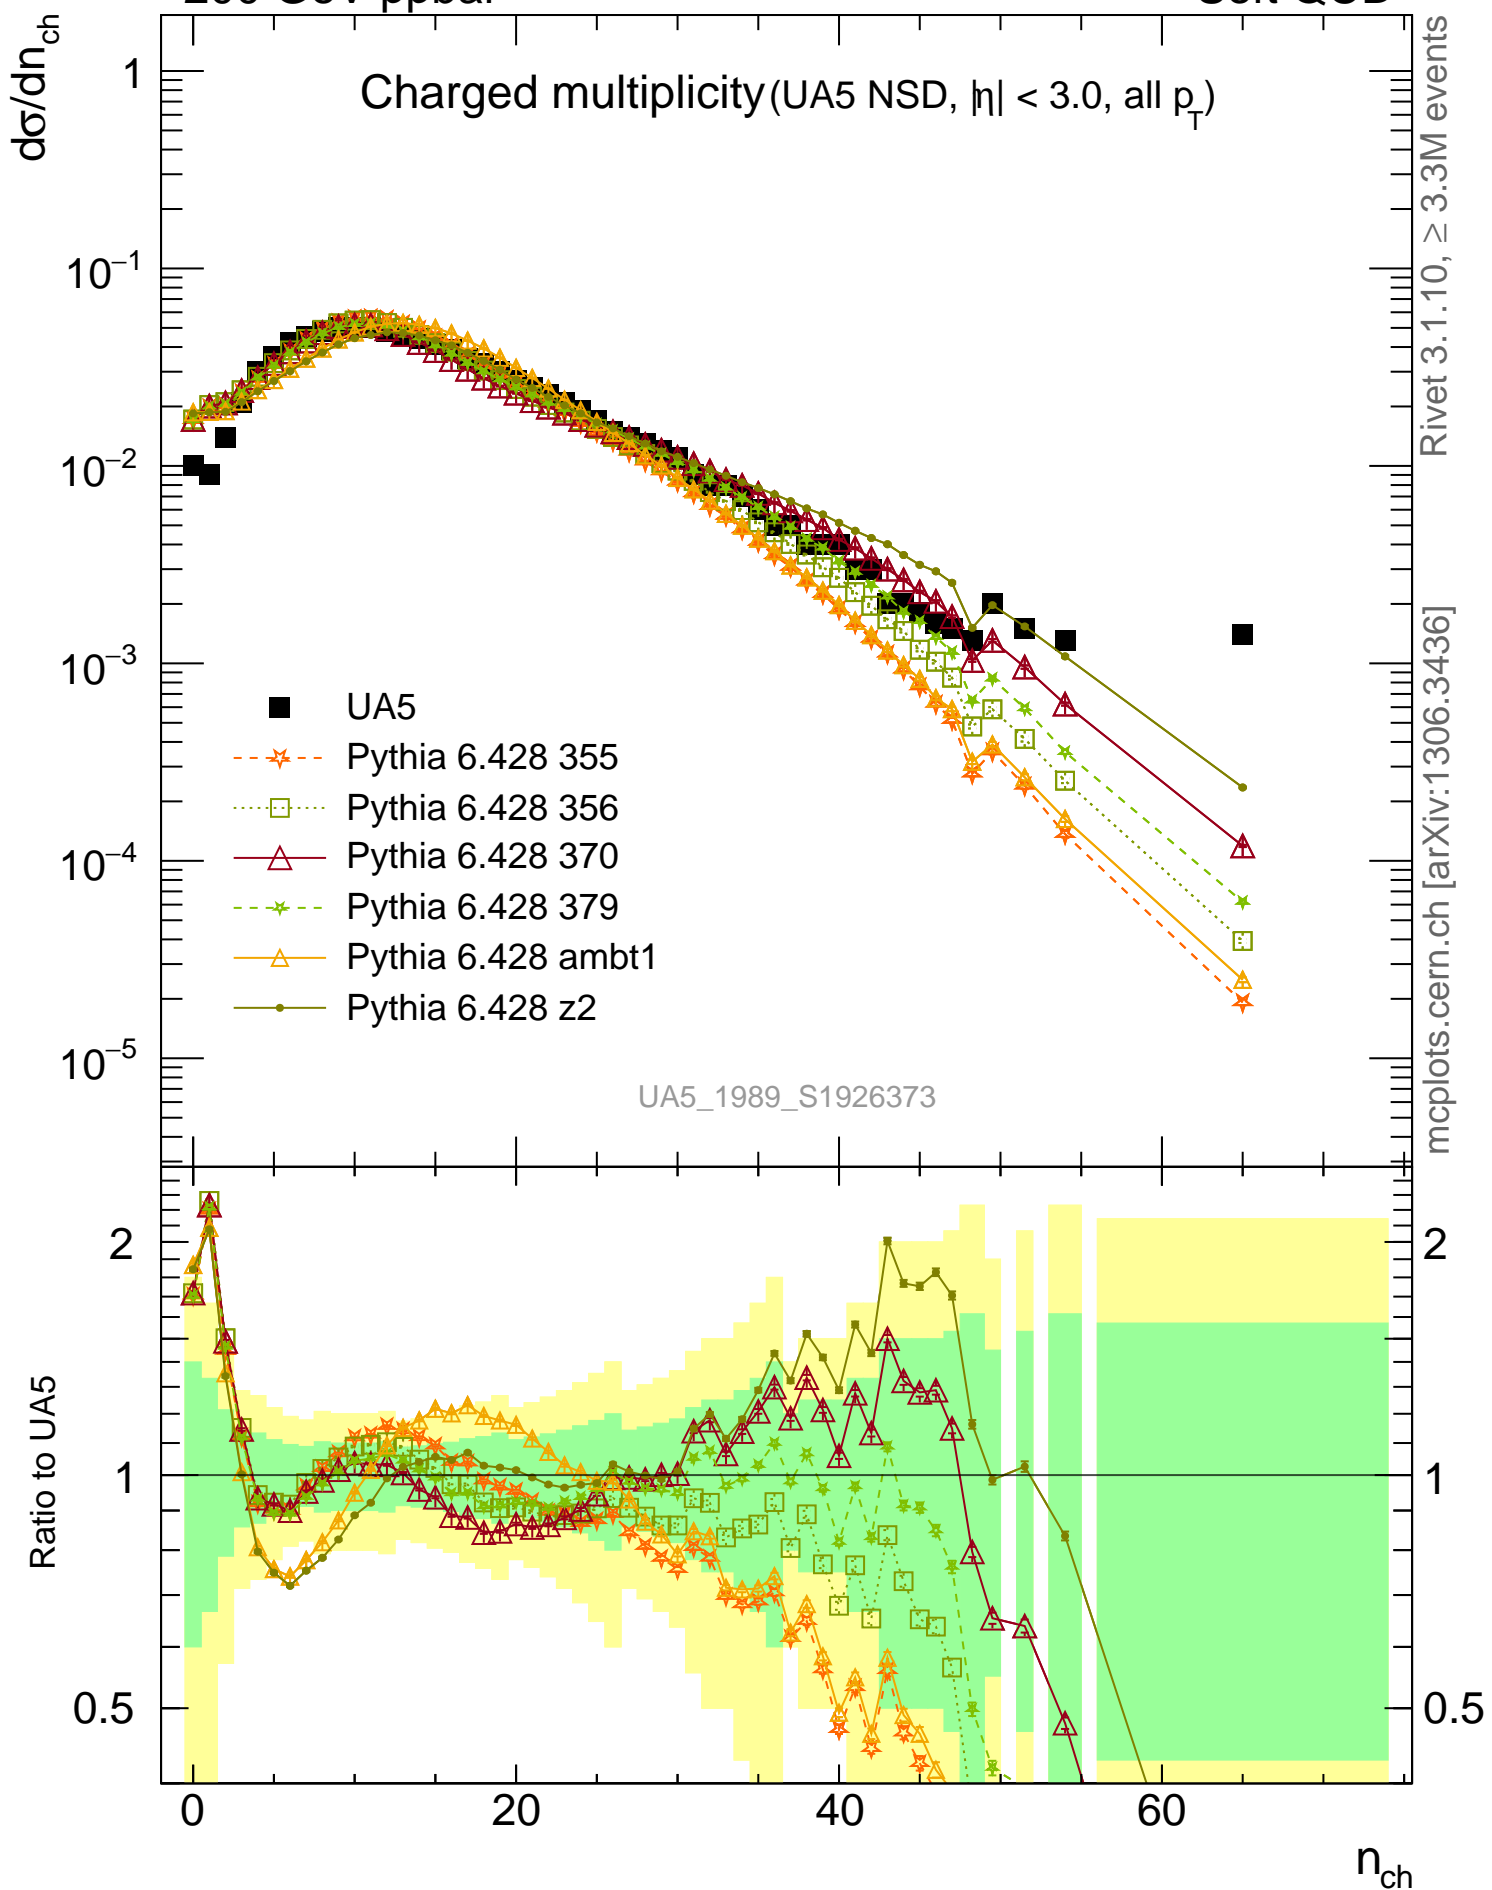 dσ/dn_ch
Charged multiplicity (UA5 NSD, |η| < 3.0, all p_T)
1
10⁻¹
10⁻²
10⁻³
10⁻⁴
10⁻⁵
UA5
Pythia 6.428 355
Pythia 6.428 356
Pythia 6.428 370
Pythia 6.428 379
Pythia 6.428 ambt1
Pythia 6.428 z2
UA5_1989_S1926373
Rivet 3.1.10, ≥ 3.3M events
mcplots.cern.ch [arXiv:1306.3436]
Ratio to UA5
2
1
0.5
2
1
0.5
0
20
40
60
n_ch